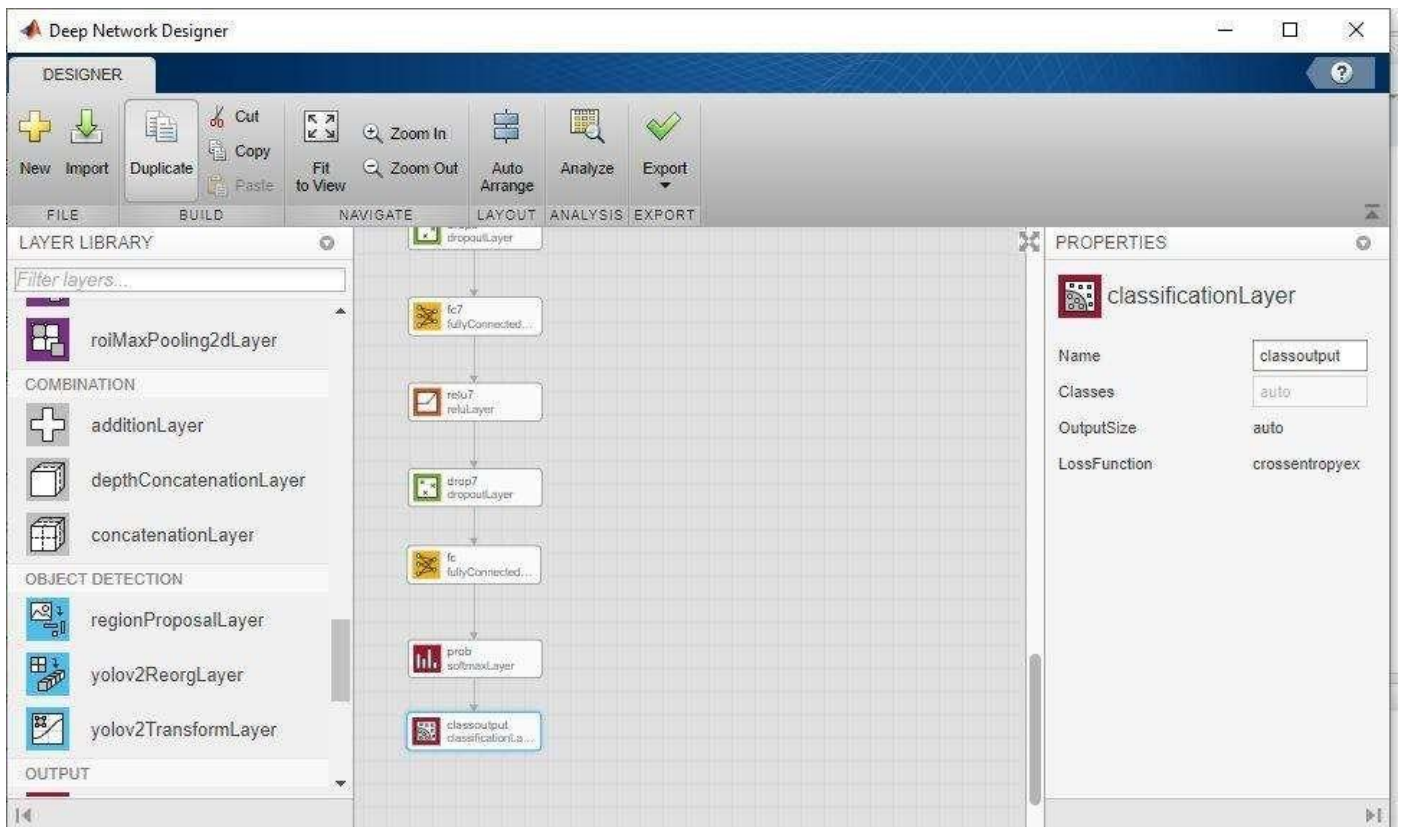 Deep Network Designer
DESIGNER
New
Import
Duplicate
Cut
Copy
Paste
Fit
to View
Zoom In
Zoom Out
Auto
Arrange
Analyze
Export
FILE
BUILD
NAVIGATE
LAYOUT
ANALYSIS
EXPORT
LAYER LIBRARY
Filter layers...
roiMaxPooling2dLayer
COMBINATION
additionLayer
depthConcatenationLayer
concatenationLayer
OBJECT DETECTION
regionProposalLayer
yolov2ReorgLayer
yolov2TransformLayer
OUTPUT
dropoutLayer
fc7
fullyConnected...
relu7
reluLayer
drop7
dropoutLayer
fc
fullyConnected...
prob
softmaxLayer
classoutput
classificationLa...
PROPERTIES
classificationLayer
Name
classoutput
Classes
auto
OutputSize
auto
LossFunction
crossentropyex